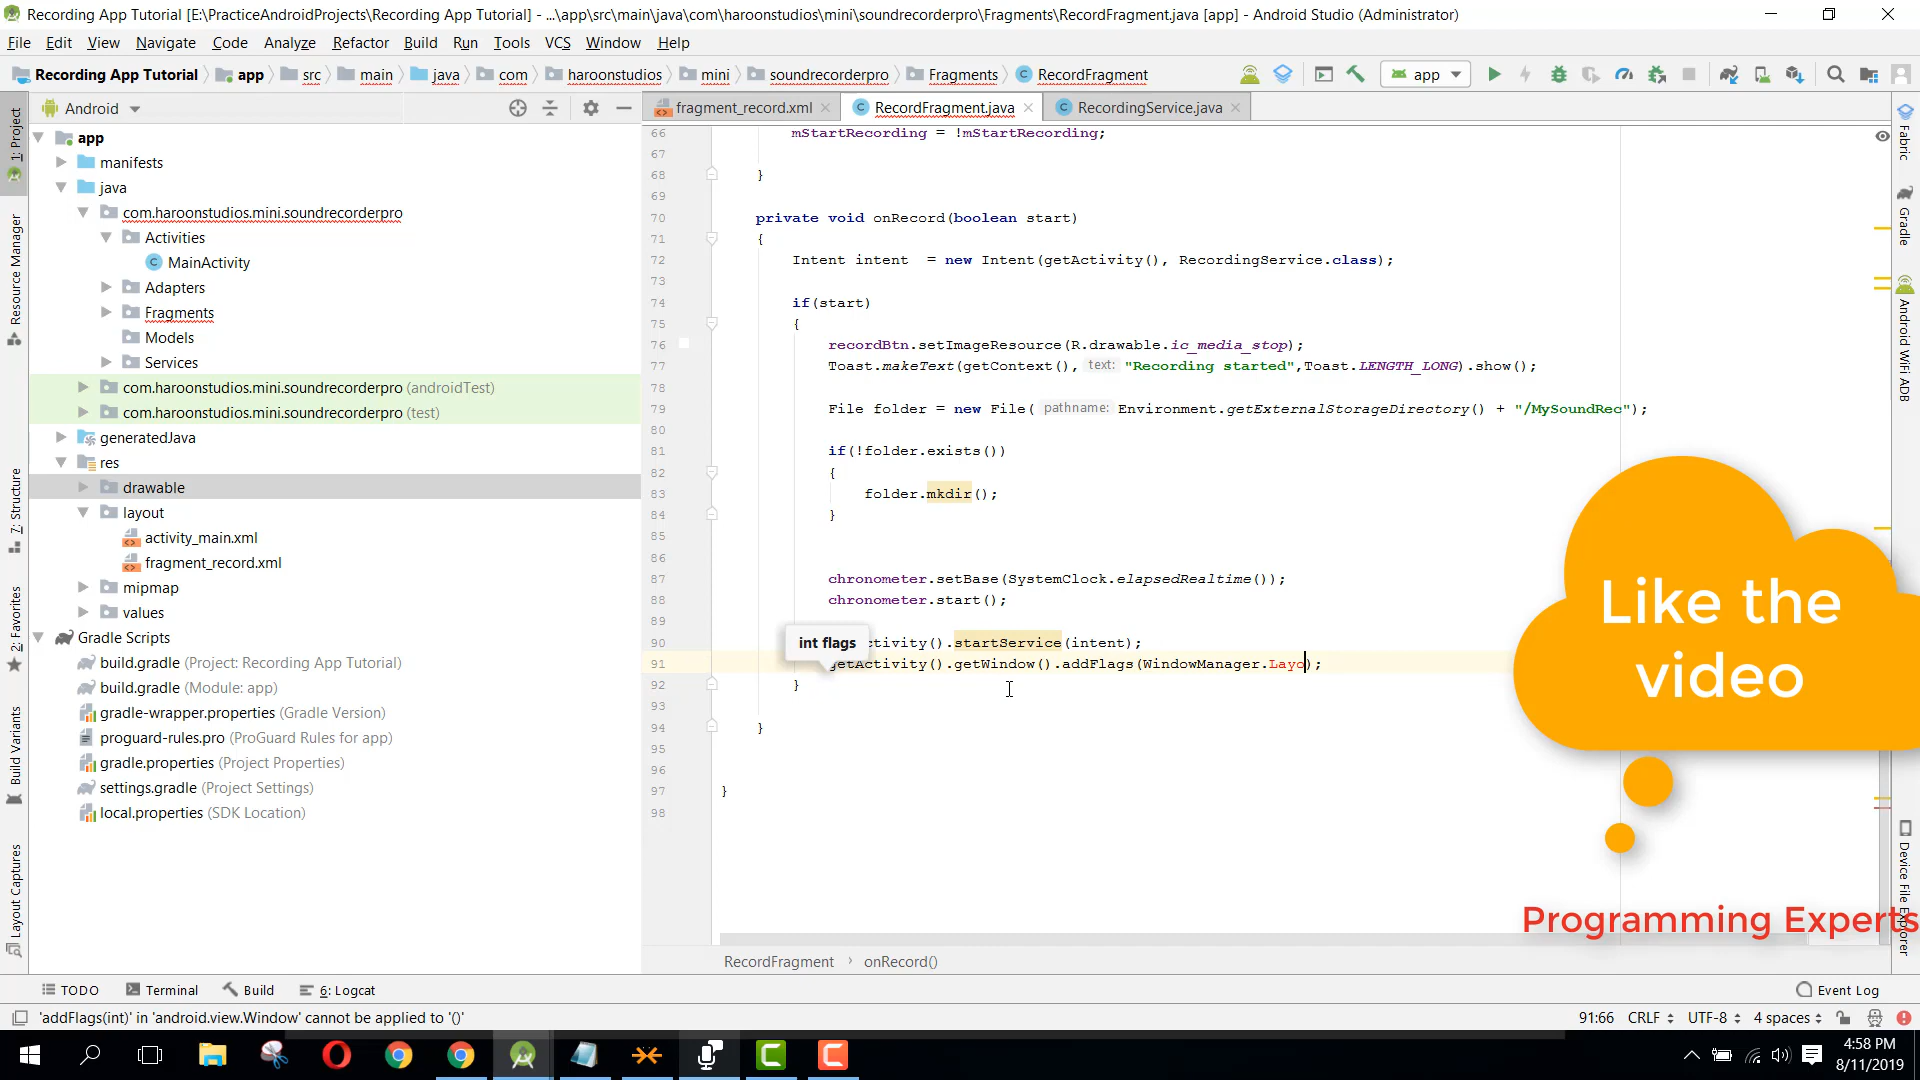 Recording App Tutorial [E:\PracticeAndroidProjects\Recording App Tutorial] - ...\app\src\main\java\com\haroonstudios\mini\soundrecorderpro\Fragments\RecordFragment.java [app] - Android Studio (Administrator)
File Edit View Navigate Code Analyze Refactor Build Run Tools VCS Window Help
Recording App Tutorial app src main java com haroonstudios mini soundrecorderpro Fragments RecordFragment app
Android
fragment_record.xml RecordFragment.java RecordingService.java
1: Project
Resource Manager
7: Structure
2: Favorites
Build Variants
Layout Captures
app
manifests
java
com.haroonstudios.mini.soundrecorderpro
Activities
MainActivity
Adapters
Fragments
Models
Services
com.haroonstudios.mini.soundrecorderpro (androidTest)
com.haroonstudios.mini.soundrecorderpro (test)
generatedJava
res
drawable
layout
activity_main.xml
fragment_record.xml
mipmap
values
Gradle Scripts
build.gradle (Project: Recording App Tutorial)
build.gradle (Module: app)
gradle-wrapper.properties (Gradle Version)
proguard-rules.pro (ProGuard Rules for app)
gradle.properties (Project Properties)
settings.gradle (Project Settings)
local.properties (SDK Location)
66 mStartRecording = !mStartRecording;
67
68 }
69
70 private void onRecord(boolean start)
71 {
72 Intent intent  = new Intent(getActivity(), RecordingService.class);
73
74 if(start)
75 {
76 recordBtn.setImageResource(R.drawable.ic_media_stop);
77 Toast.makeText(getContext(), text: "Recording started",Toast.LENGTH_LONG).show();
78
79 File folder = new File( pathname: Environment.getExternalStorageDirectory() + "/MySoundRec");
80
81 if(!folder.exists())
82 {
83 folder.mkdir();
84 }
85
86
87 chronometer.setBase(SystemClock.elapsedRealtime());
88 chronometer.start();
89
int flags
90 ctivity().startService(intent);
91 getActivity().getWindow().addFlags(WindowManager.Layo);
92 }
93
94 }
95
96
97 }
98
Like the
video
Programming Experts
Fabric
Gradle
Android WiFi ADB
Device File Explorer
RecordFragment onRecord()
TODO Terminal Build 6: Logcat Event Log
'addFlags(int)' in 'android.view.Window' cannot be applied to '()'
91:66 CRLF UTF-8 4 spaces
4:58 PM
8/11/2019